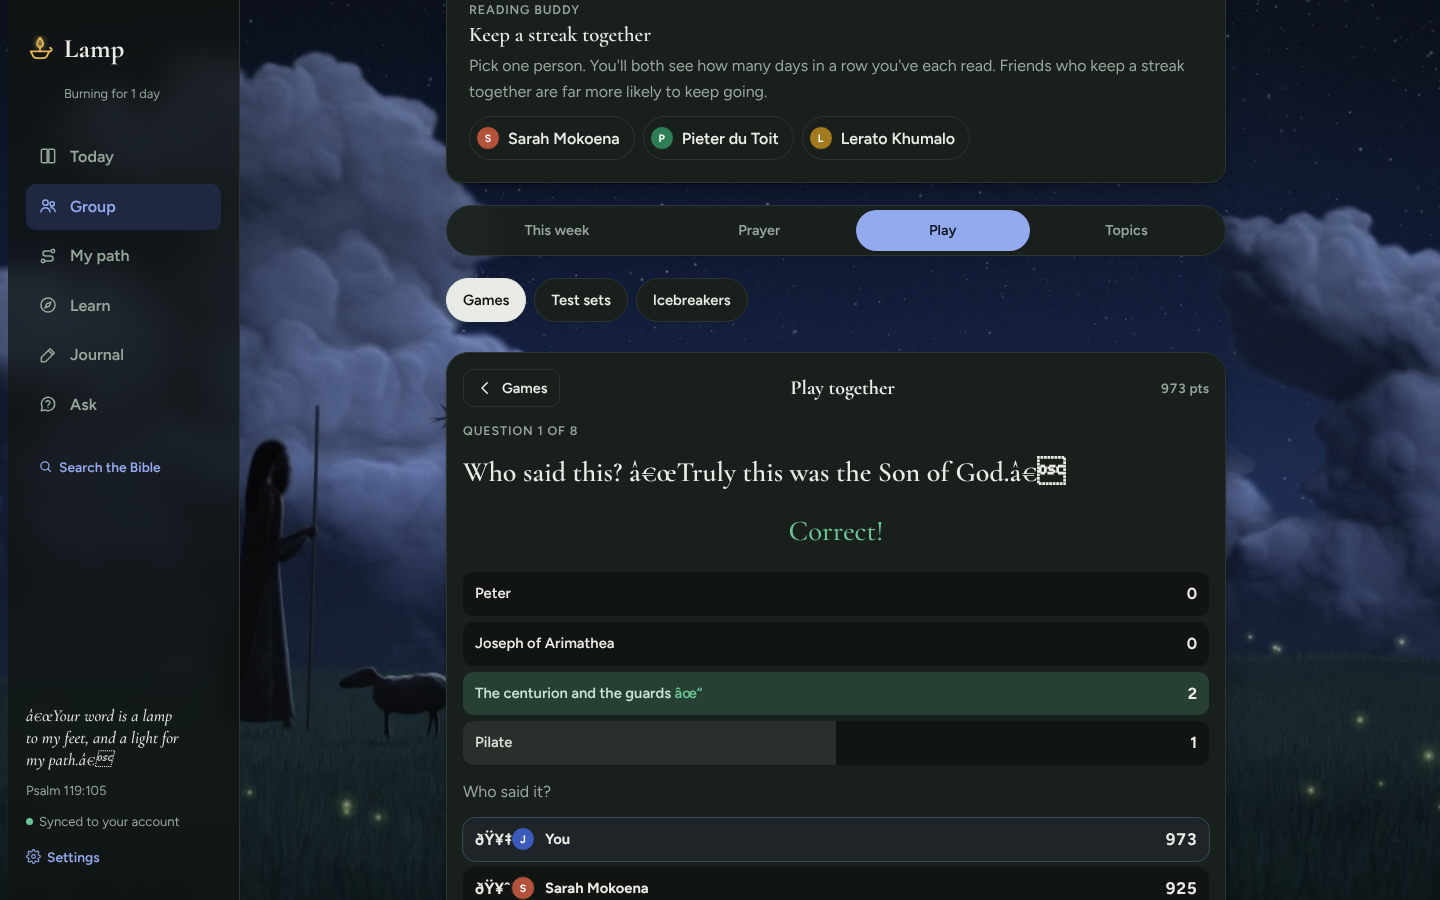 Lamp
Burning for 1 day
Today
Group
My path
Learn
Journal
Ask
Search the Bible
â€œYour word is a lamp
to my feet, and a light for
my path.â€
Psalm 119:105
Synced to your account
Settings
READING BUDDY
Keep a streak together
Pick one person. You'll both see how many days in a row you've each read. Friends who keep a streak
together are far more likely to keep going.
S Sarah Mokoena
P Pieter du Toit
L Lerato Khumalo
This week
Prayer
Play
Topics
Games
Test sets
Icebreakers
Games
Play together
973 pts
QUESTION 1 OF 8
Who said this? â€œTruly this was the Son of God.â€
Correct!
Peter 0
Joseph of Arimathea 0
The centurion and the guards âœ“ 2
Pilate 1
Who said it?
ðŸ¥‡ J You 973
ðŸ¥ˆ S Sarah Mokoena 925